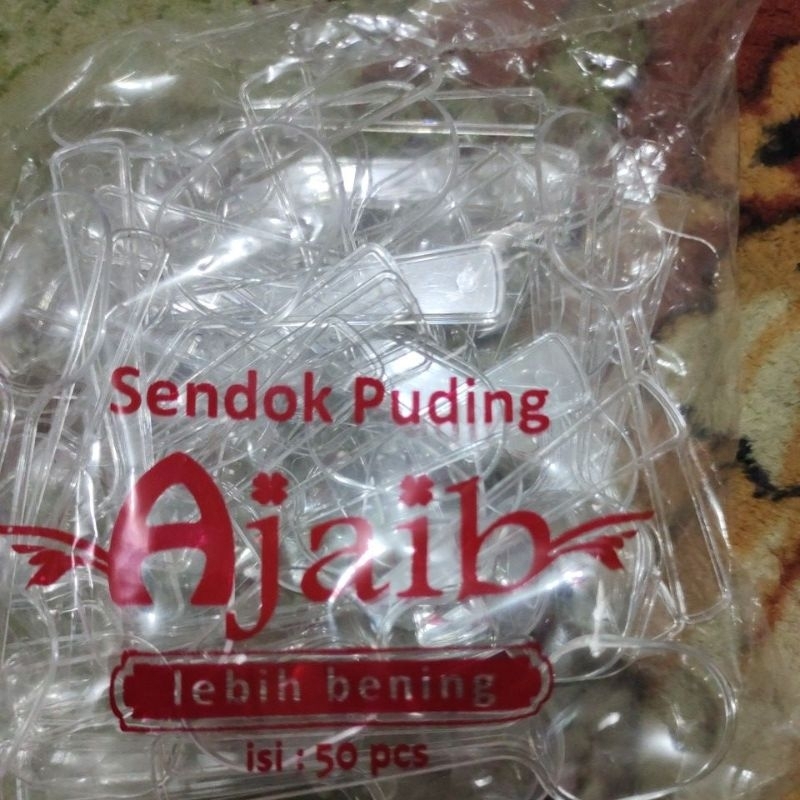 Sendok Puding
Ajaib
lebih bening
isi : 50 pcs